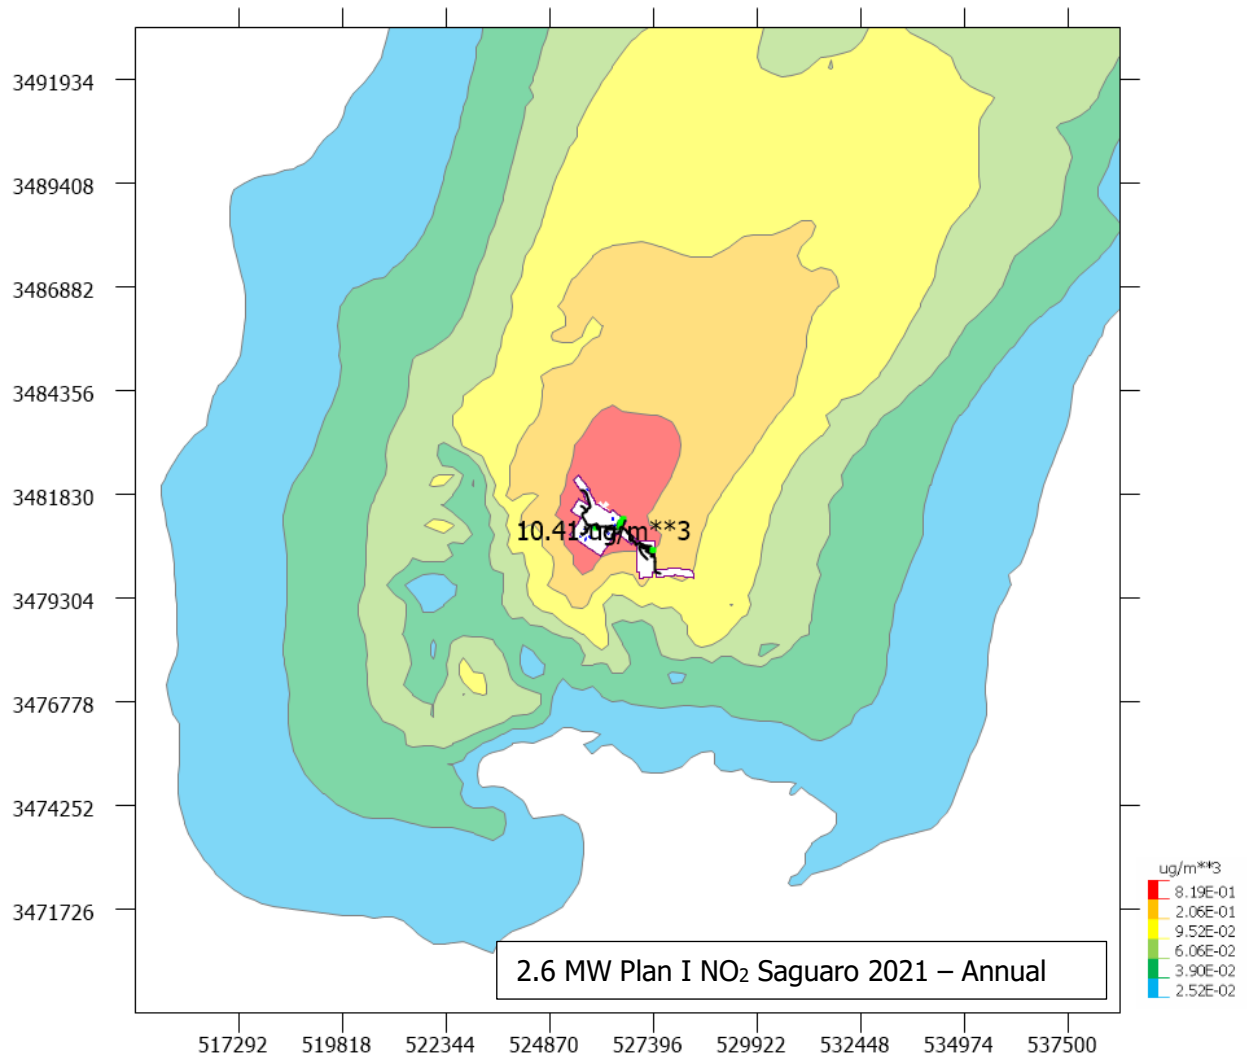 3491934
3489408
3486882
3484356
3481830
10.41 ug/m**3
3479304
3476778
3474252
3471726
ug/m**3
8.19E-01
2.06E-01
9.52E-02
6.06E-02
3.90E-02
2.52E-02
2.6 MW Plan I NO₂ Saguaro 2021 – Annual
517292 519818 522344 524870 527396 529922 532448 534974 537500